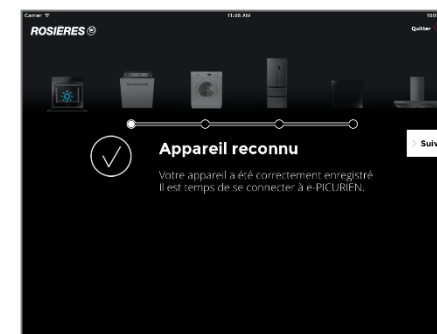 Carrier
11:48 AM
ROSIÈRES
Quitter
Appareil reconnu
Suiv
Votre appareil a été correctement enregistré
Il est temps de se connecter à e-PICURIEN.